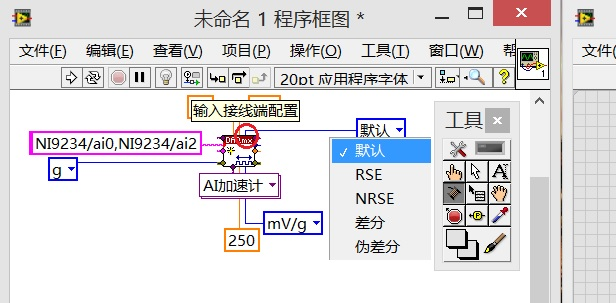 未命名 1 程序框图 *
文件(F) 编辑(E) 查看(V) 项目(P) 操作(O) 工具(T) 窗口(W) 帮
文件(
20pt 应用程序字体
1
输入接线端配置
默认
NI9234/ai0,NI9234/ai2
g
AI加速计
mV/g
250
默认
RSE
NRSE
差分
伪差分
工具
A